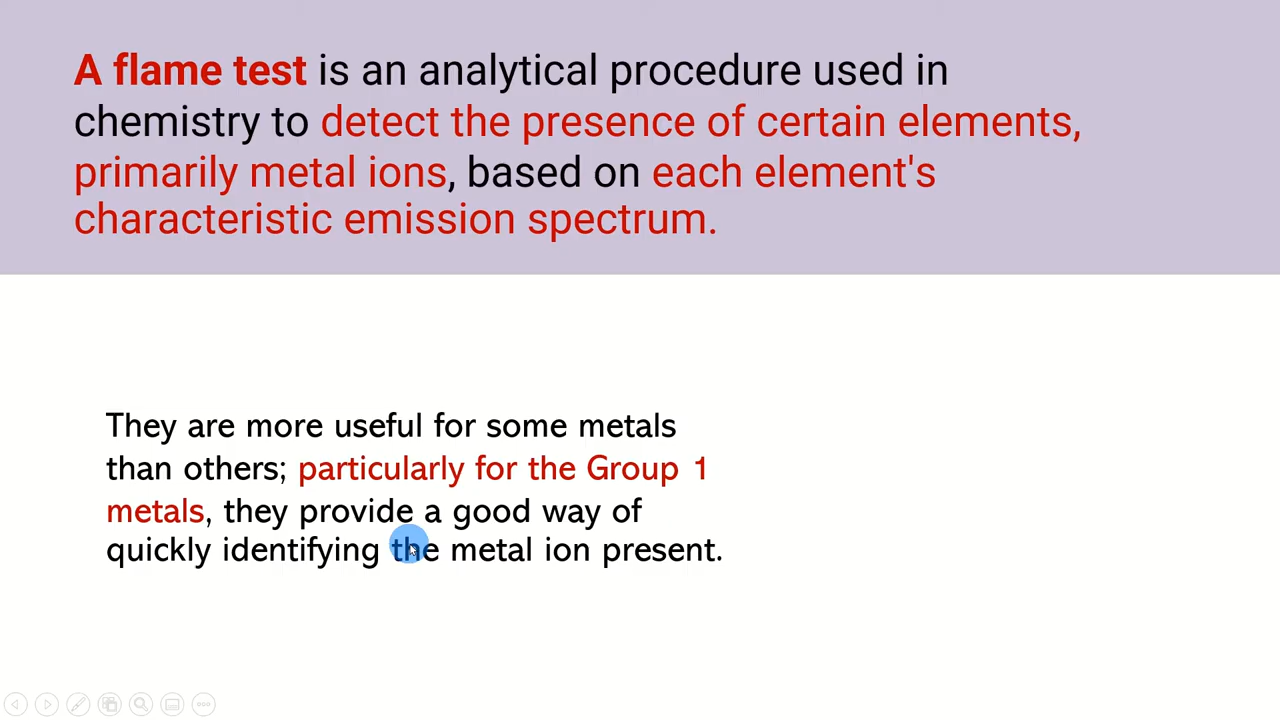 A flame test is an analytical procedure used in
chemistry to detect the presence of certain elements,
primarily metal ions, based on each element's
characteristic emission spectrum.
They are more useful for some metals
than others; particularly for the Group 1
metals, they provide a good way of
quickly identifying the metal ion present.